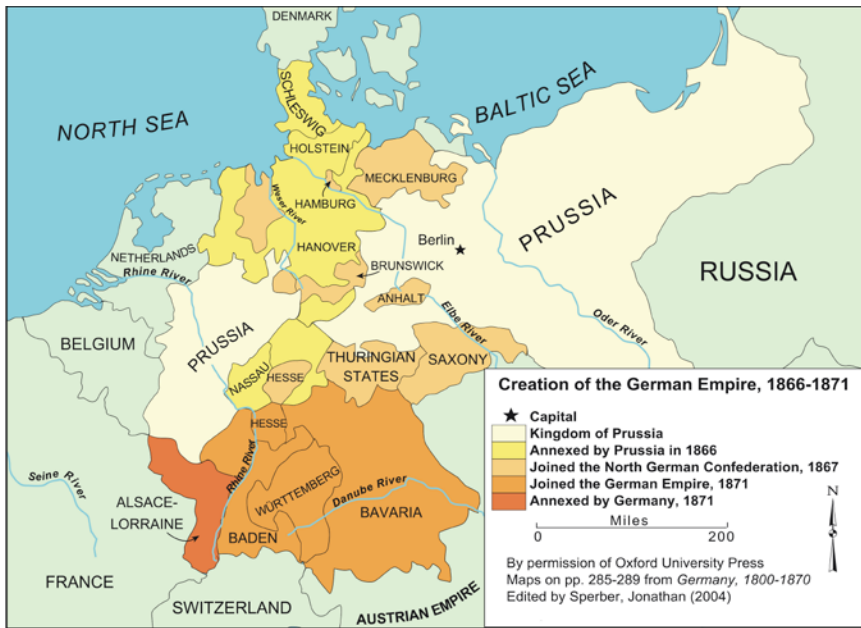 DENMARK
NORTH SEA
BALTIC SEA
SCHLESWIG
HOLSTEIN
MECKLENBURG
HAMBURG
Weser River
HANOVER
Berlin
PRUSSIA
NETHERLANDS
Rhine River
BRUNSWICK
RUSSIA
ANHALT
Elbe River
Oder River
BELGIUM
PRUSSIA
NASSAU
HESSE
THURINGIAN
STATES
SAXONY
HESSE
Rhine River
Seine River
ALSACE-
LORRAINE
WÜRTTEMBERG
Danube River
BAVARIA
BADEN
FRANCE
SWITZERLAND
AUSTRIAN EMPIRE
Creation of the German Empire, 1866-1871
Capital
Kingdom of Prussia
Annexed by Prussia in 1866
Joined the North German Confederation, 1867
Joined the German Empire, 1871
Annexed by Germany, 1871
Miles
0 200
N
By permission of Oxford University Press
Maps on pp. 285-289 from Germany, 1800-1870
Edited by Sperber, Jonathan (2004)